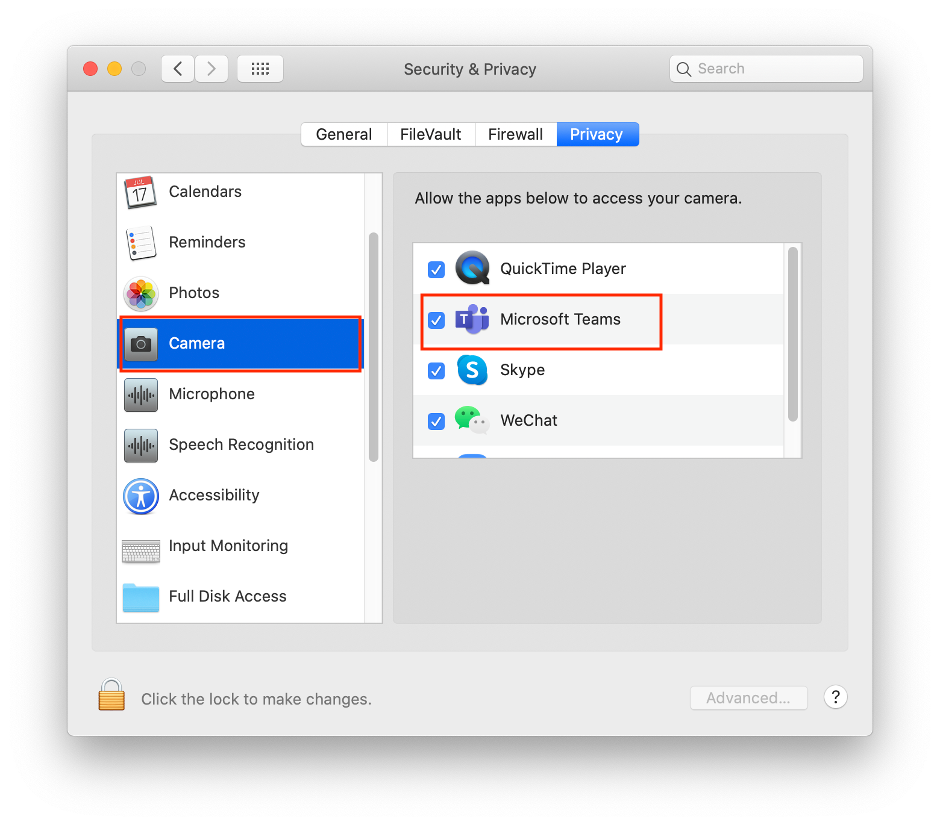 Security & Privacy
Search
General
FileVault
Firewall
Privacy
JUL
17
Calendars
Reminders
Photos
Camera
Microphone
Speech Recognition
Accessibility
Input Monitoring
Full Disk Access
Allow the apps below to access your camera.
QuickTime Player
T
Microsoft Teams
S
Skype
WeChat
Click the lock to make changes.
Advanced...
?